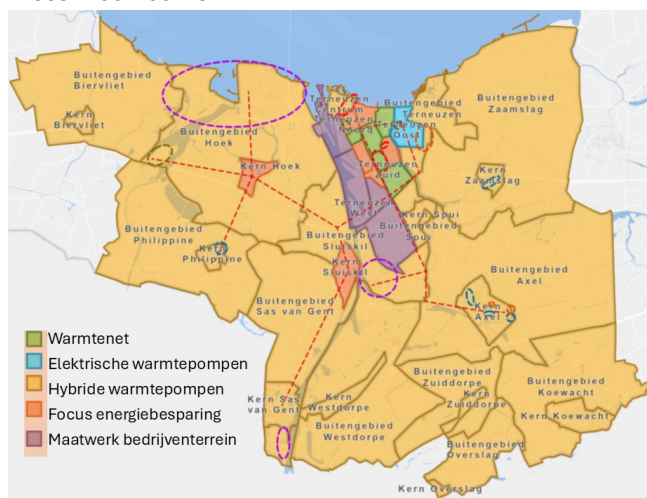 Buitengebied
Biervliet
Kern
Biervliet
Buitengebied
Hoek
Kern Hoek
Buitengebied
Philippine
Kern
Philippine
Terneuzen
Centrum
Terneuzen
Noord
Buitengebied
Terneuzen
Terneuzen
Oost
Terneuzen
Zuid
Terneuzen
West
Buitengebied
Zaamslag
Kern
Zaamslag
Kern Spui
Buitengebied
Spui
Buitengebied
Sluiskil
Kern
Sluiskil
Buitengebied
Sas van Gent
Buitengebied
Axel
Kern
Axel
Warmtenet
Elektrische warmtepompen
Hybride warmtepompen
Focus energiebesparing
Maatwerk bedrijventerrein
Kern Sas
van Gent
Kern
Westdorpe
Buitengebied
Westdorpe
Buitengebied
Zuiddorpe
Kern
Zuiddorpe
Buitengebied
Koewacht
Kern Koewacht
Buitengebied
Overslag
Kern Overslag